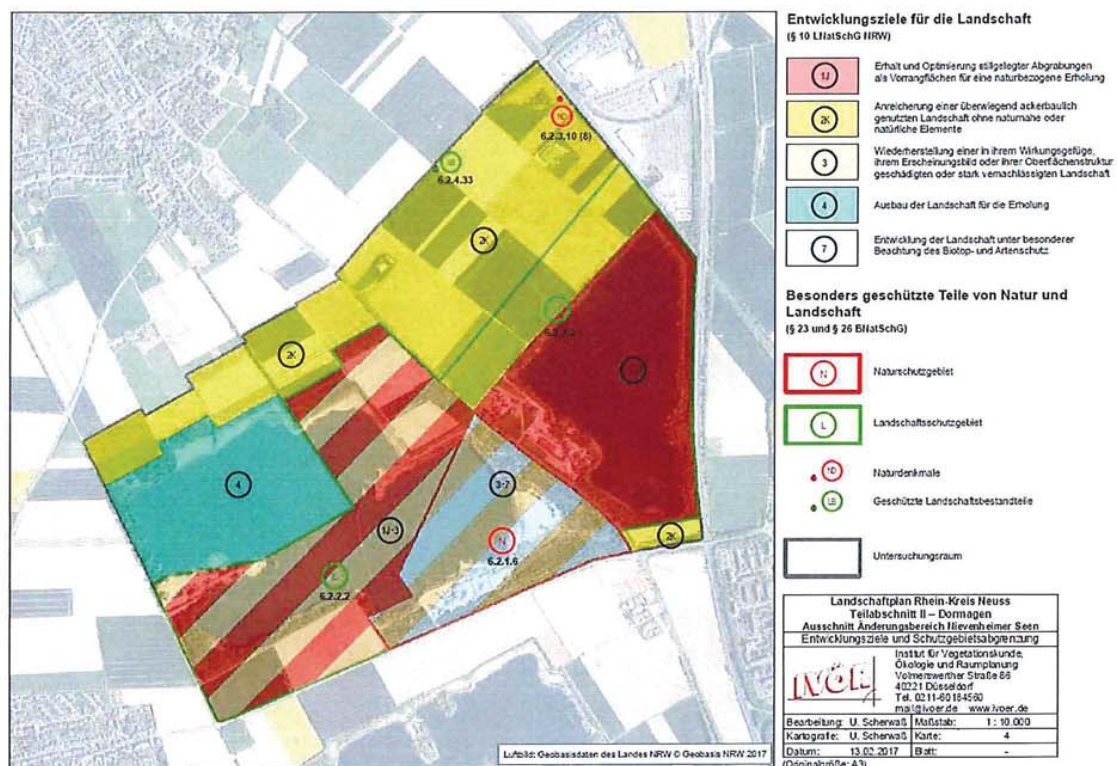 Entwicklungsziele für die Landschaft
(§ 10 LNatSchG NRW)
1J
Erhalt und Optimierung stillgelegter Abgrabungen
als Vorrangflächen für eine naturbezogene Erholung
2K
Anreicherung einer überwiegend ackerbaulich
genutzten Landschaft ohne naturnahe oder
natürliche Elemente
3
Wiederherstellung einer in ihrem Wirkungsgefüge,
ihrem Erscheinungsbild oder ihrer Oberflächenstruktur
geschädigten oder stark vernachlässigten Landschaft
4
Ausbau der Landschaft für die Erholung
7
Entwicklung der Landschaft unter besonderer
Beachtung des Biotop- und Artenschutz
Besonders geschützte Teile von Natur und
Landschaft
(§ 23 und § 26 BNatSchG)
N
Naturschutzgebiet
L
Landschaftsschutzgebiet
ND
Naturdenkmale
LB
Geschützte Landschaftsbestandteile
Untersuchungsraum
Landschaftplan Rhein-Kreis Neuss
Teilabschnitt II – Dormagen
Ausschnitt Änderungsbereich Nievenheimer Seen
Entwicklungsziele und Schutzgebietsabgrenzung
IVÖR
Institut für Vegetationskunde,
Ökologie und Raumplanung
Volmerswerther Straße 86
40221 Düsseldorf
Tel. 0211-60184560
mail@ivoer.de www.ivoer.de
Bearbeitung: U. Scherwaß Maßstab: 1 : 10.000
Kartografie: U. Scherwaß Karte: 4
Datum: 13.02.2017 Blatt: -
(Originalgröße: A3)
ND
6.2.3.10 (8)
LB
6.2.4.33
2K
2K
4
3-7
1J-3
N
6.2.1.6
2K
6.2.2.2
Luftbild: Geobasisdaten des Landes NRW © Geobasis NRW 2017